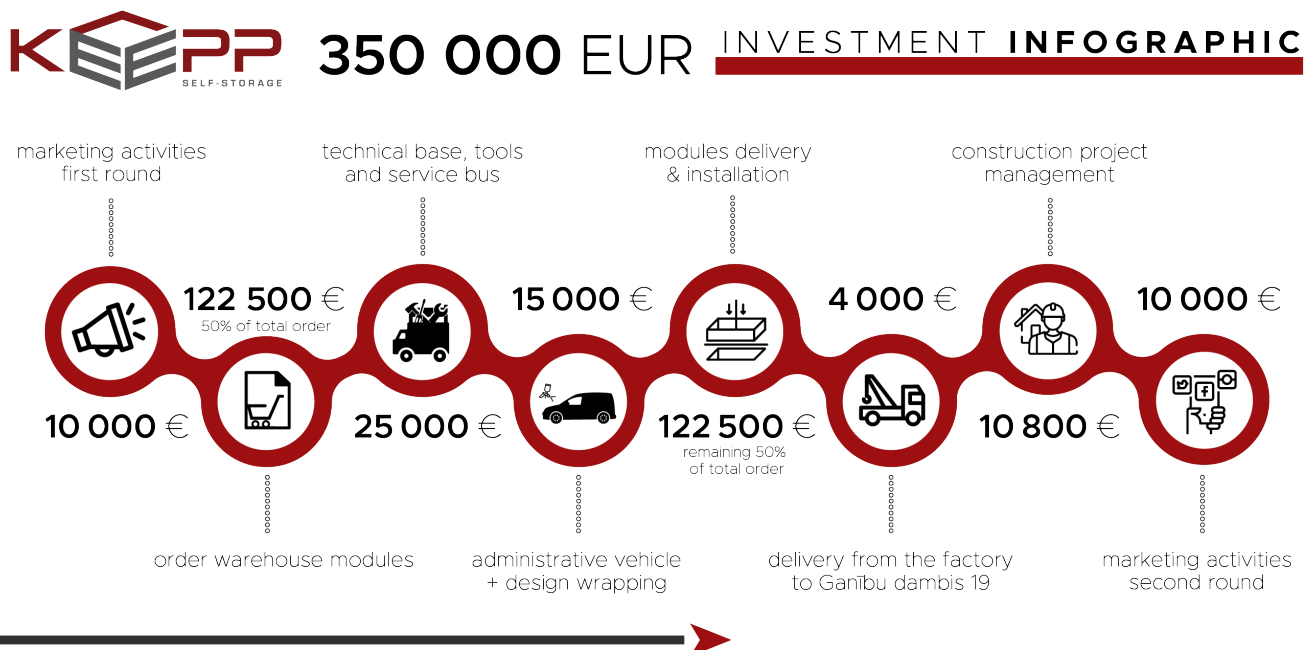 KEEPP
SELF-STORAGE
350 000 EUR
INVESTMENT INFOGRAPHIC
marketing activities
first round
technical base, tools
and service bus
modules delivery
& installation
construction project
management
122 500 €
50% of total order
15 000 €
4 000 €
10 000 €
10 000 €
25 000 €
122 500 €
remaining 50%
of total order
10 800 €
order warehouse modules
administrative vehicle
+ design wrapping
delivery from the factory
to Ganību dambis 19
marketing activities
second round